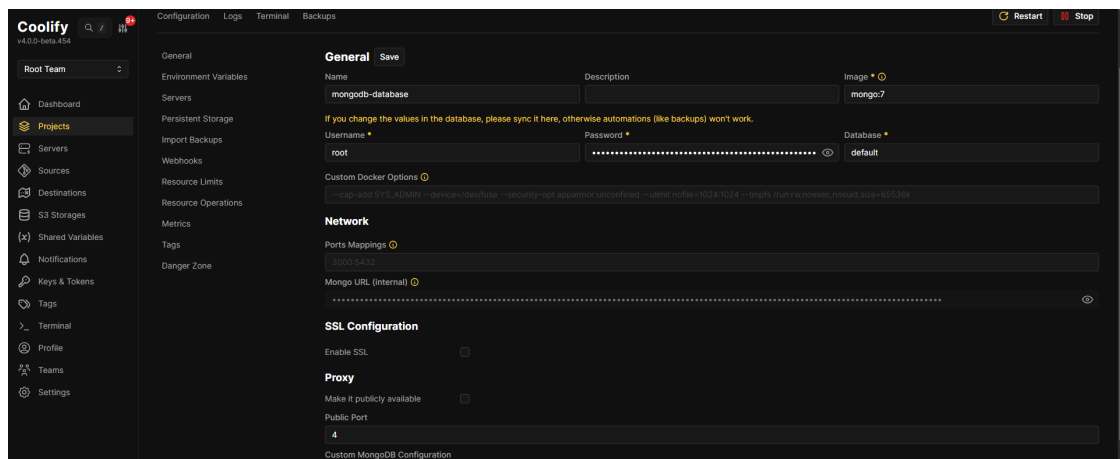 Coolify
v4.0.0-beta.454
/
9+
Root Team
Dashboard
Projects
Servers
Sources
Destinations
S3 Storages
Shared Variables
Notifications
Keys & Tokens
Tags
Terminal
Profile
Teams
Settings
Configuration Logs Terminal Backups
Restart Stop
General
Environment Variables
Servers
Persistent Storage
Import Backups
Webhooks
Resource Limits
Resource Operations
Metrics
Tags
Danger Zone
General Save
Name Description Image *
mongodb-database mongo:7
If you change the values in the database, please sync it here, otherwise automations (like backups) won't work.
Username * Password * Database *
root default
Custom Docker Options
--cap-add SYS_ADMIN --device=/dev/fuse --security-opt apparmor:unconfined --ulimit nofile=1024:1024 --tmpfs /run:rw,noexec,nosuid,size=65536k
Network
Ports Mappings
3000:5432
Mongo URL (internal)
SSL Configuration
Enable SSL
Proxy
Make it publicly available
Public Port
4
Custom MongoDB Configuration